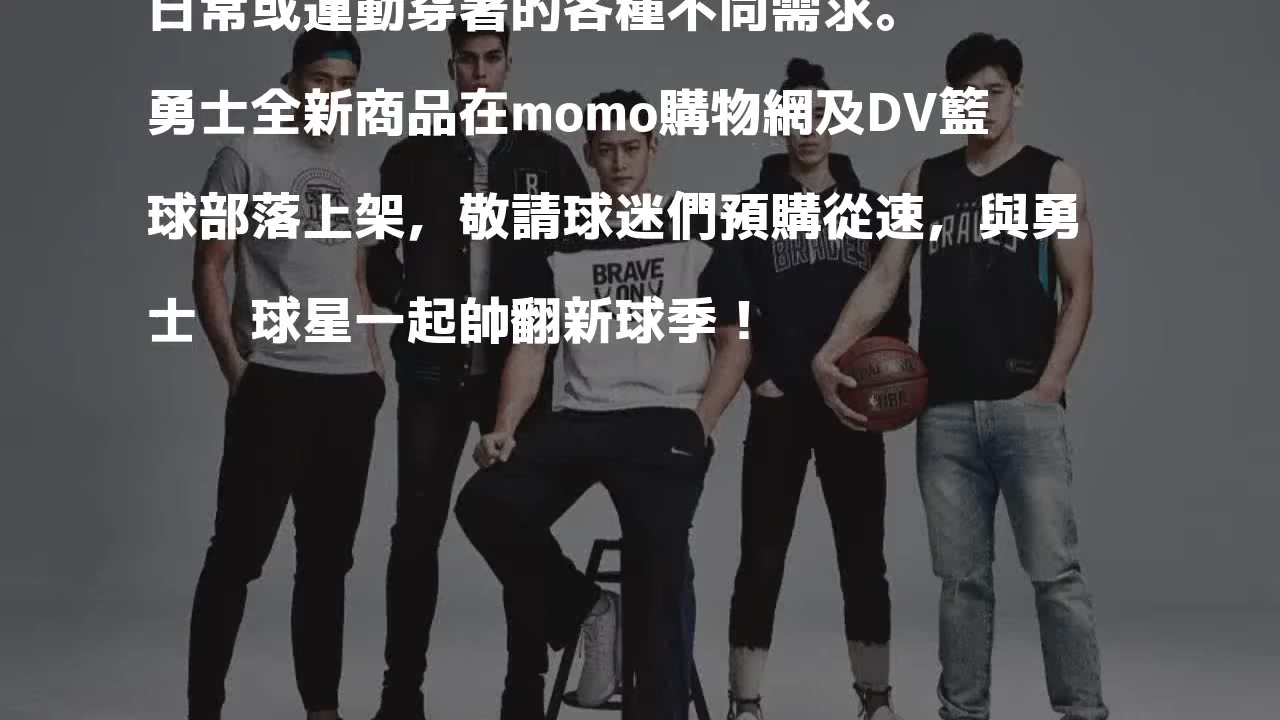 日常或運動穿著的各種不同需求。
勇士全新商品在momo購物網及DV籃
球部落上架，敬請球迷們預購從速，與勇
士　球星一起帥翻新球季！
R
BRAVE
ON
BRAVES
BRAVES